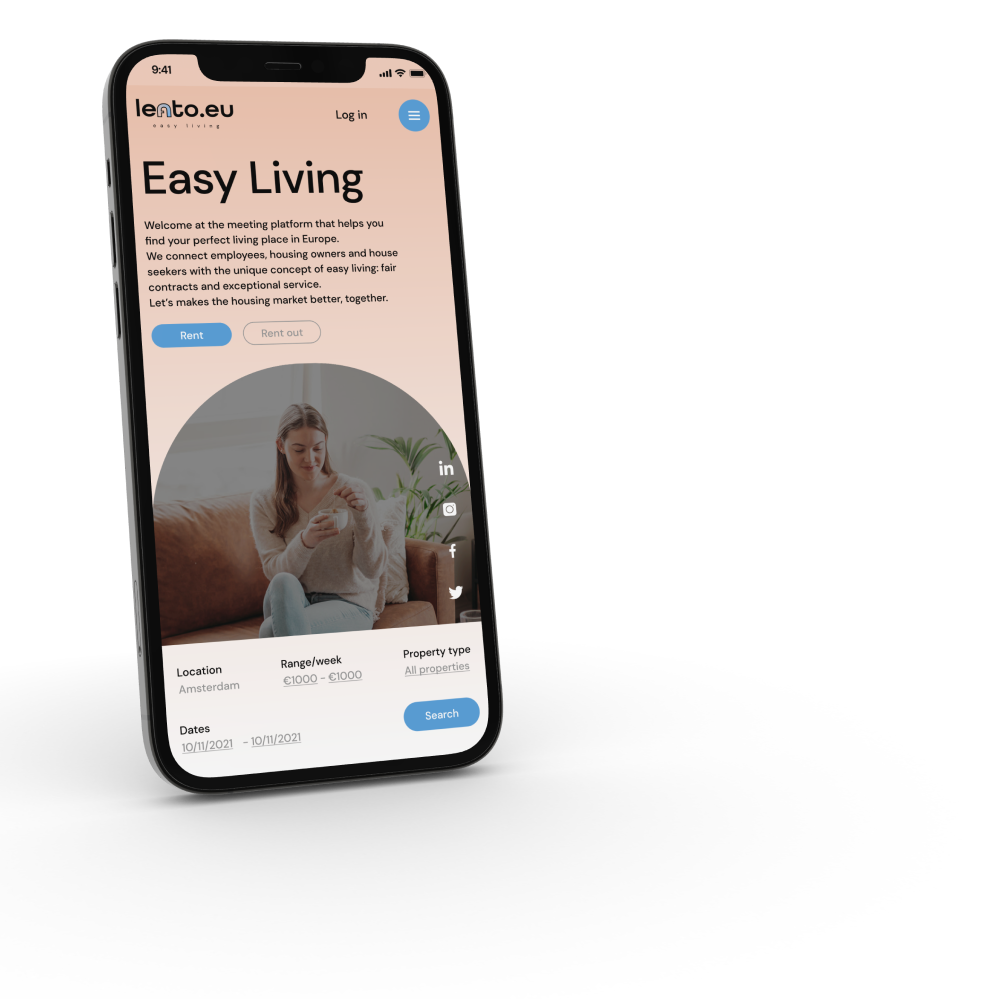 9:41
lento.eu
easy living
Log in
Easy Living
Welcome at the meeting platform that helps you
find your perfect living place in Europe.
We connect employees, housing owners and house
seekers with the unique concept of easy living: fair
contracts and exceptional service.
Let's makes the housing market better, together.
Rent
Rent out
in
f
Location
Range/week
Property type
Amsterdam
€1000 - €1000
All properties
Dates
10/11/2021 - 10/11/2021
Search